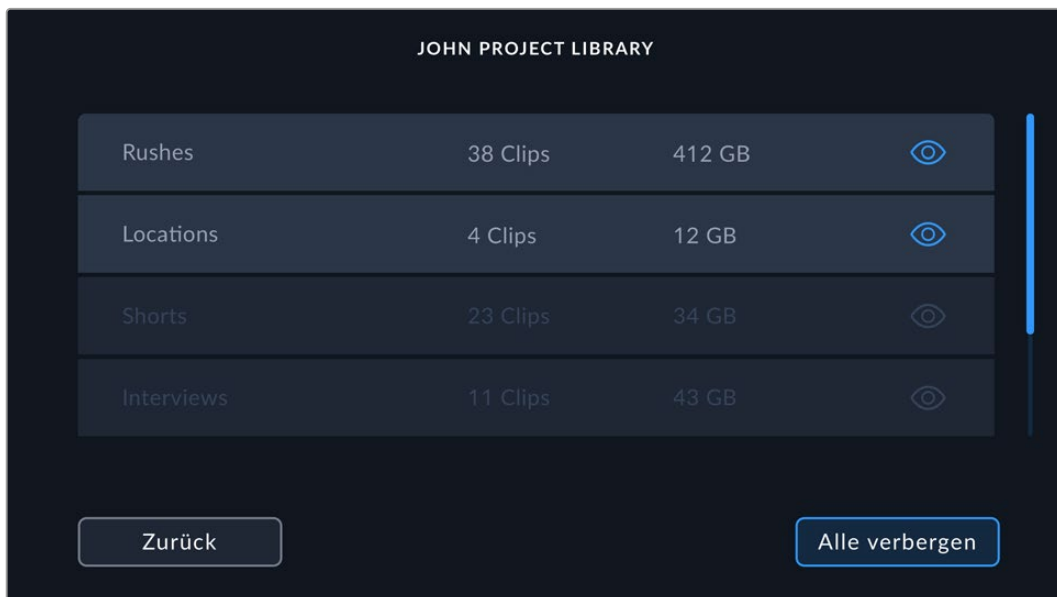 JOHN PROJECT LIBRARY
Rushes 38 Clips 412 GB
Locations 4 Clips 12 GB
Shorts 23 Clips 34 GB
Interviews 11 Clips 43 GB
Zurück Alle verbergen